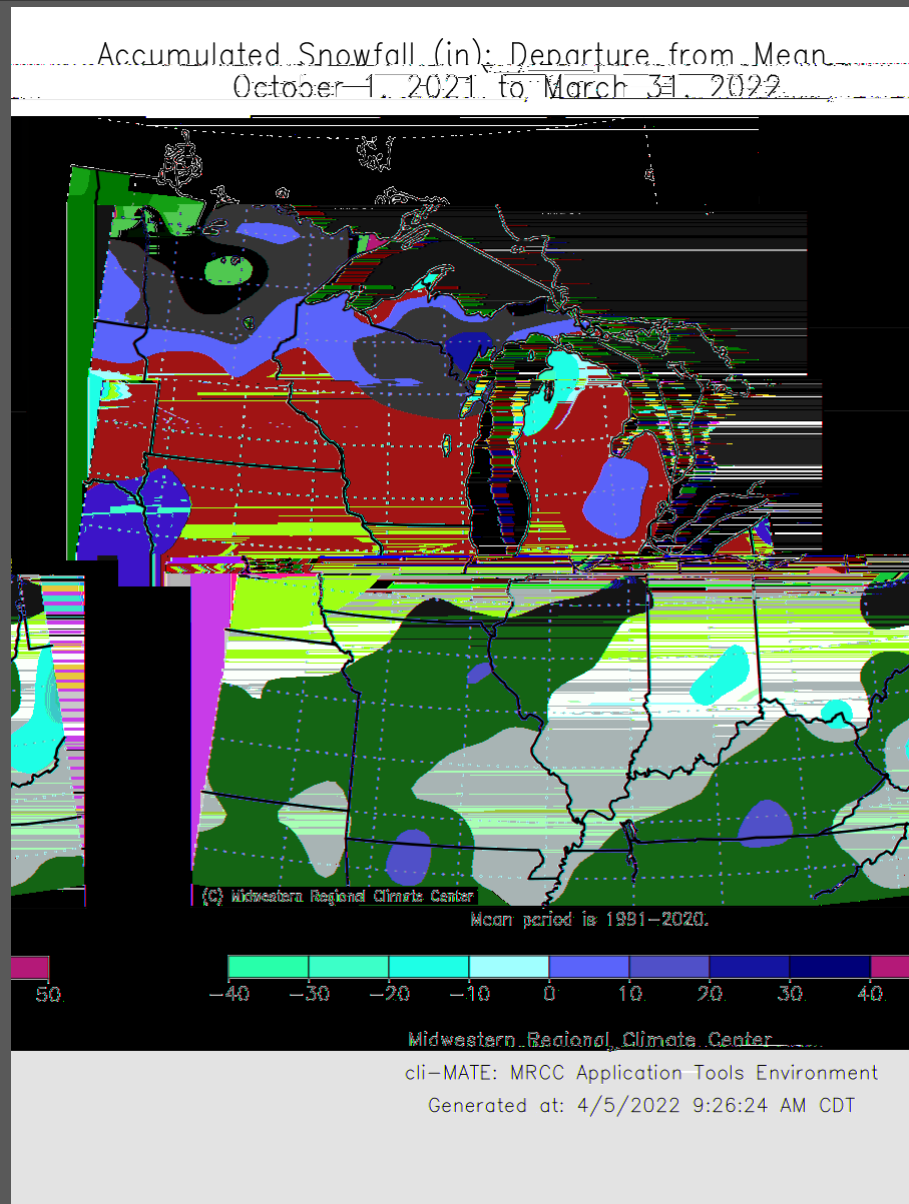 Accumulated Snowfall (in): Departure from Mean
October 1, 2021 to March 31, 2022
(C) Midwestern Regional Climate Center
Mean period is 1991-2020.
50 -40 -30 -20 -10 0 10 20 30 40
Midwestern Regional Climate Center
cli-MATE: MRCC Application Tools Environment
Generated at: 4/5/2022 9:26:24 AM CDT